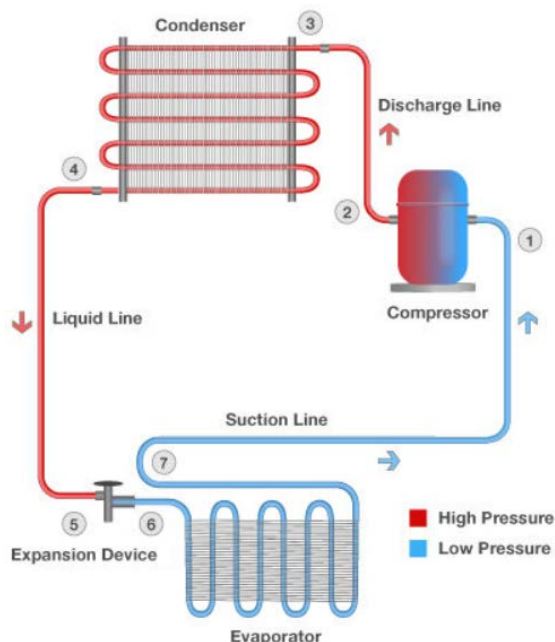 Condenser
3
Discharge Line
4
2
1
Compressor
Liquid Line
Suction Line
7
5
6
Expansion Device
High Pressure
Low Pressure
Evaporator